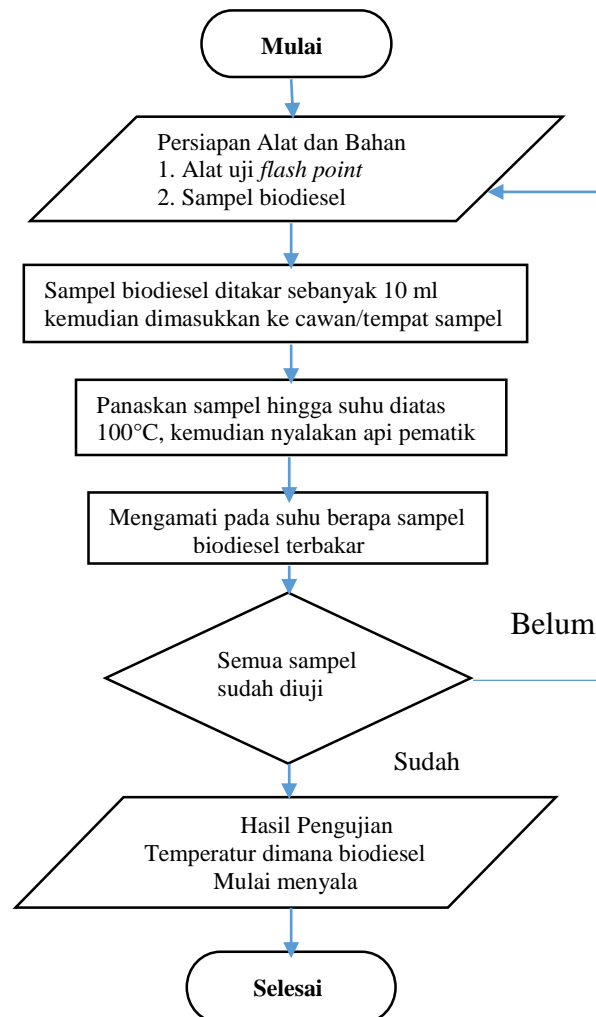 Mulai
Persiapan Alat dan Bahan
1. Alat uji flash point
2. Sampel biodiesel
Sampel biodiesel ditakar sebanyak 10 ml
kemudian dimasukkan ke cawan/tempat sampel
Panaskan sampel hingga suhu diatas
100°C, kemudian nyalakan api pematik
Mengamati pada suhu berapa sampel
biodiesel terbakar
Belum
Semua sampel
sudah diuji
Sudah
Hasil Pengujian
Temperatur dimana biodiesel
Mulai menyala
Selesai